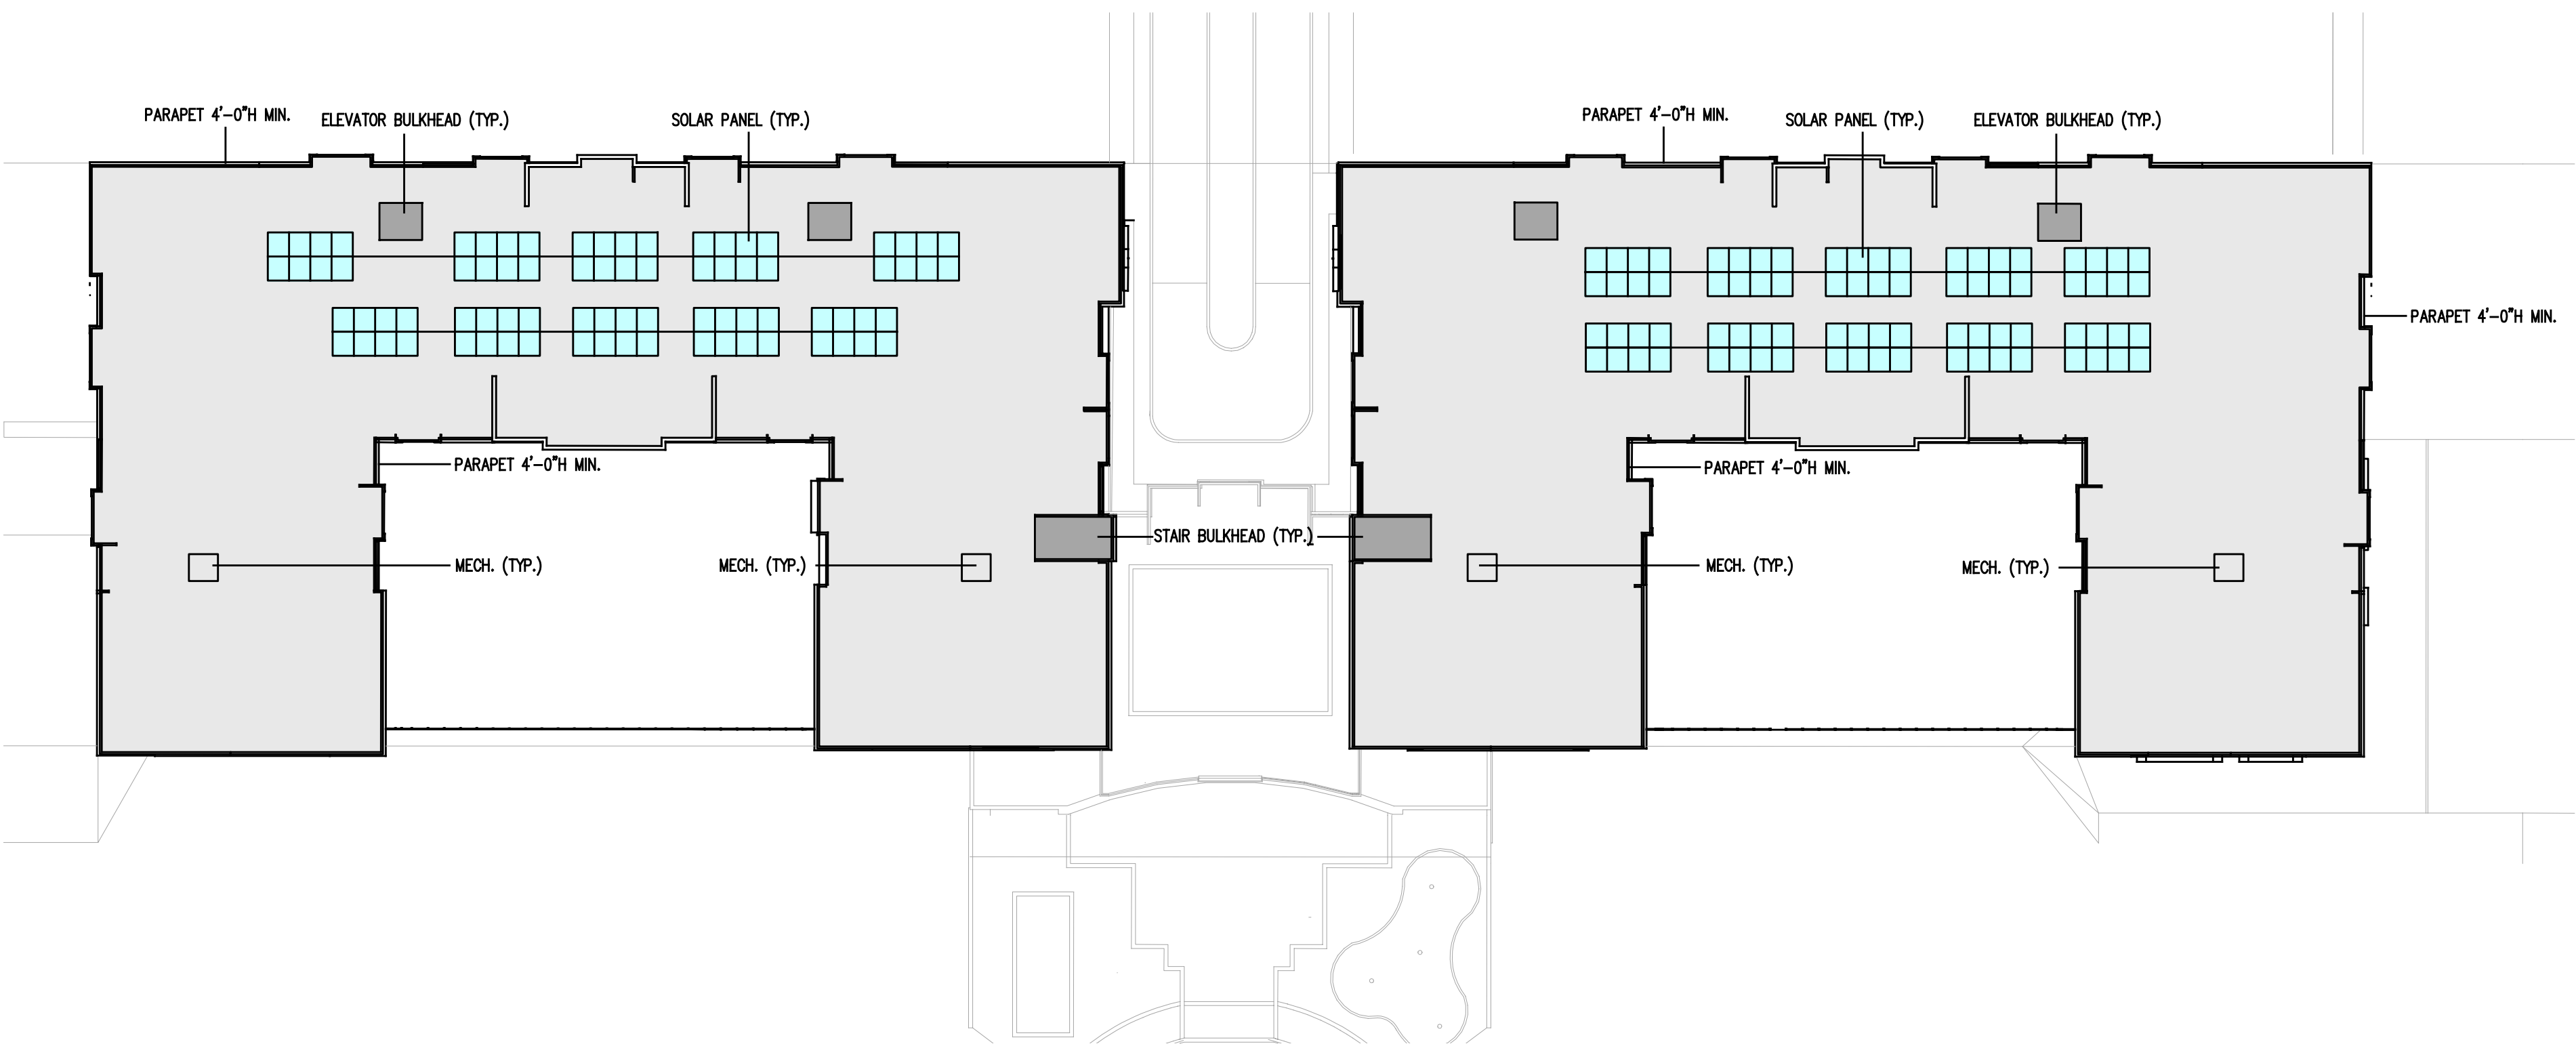 PARAPET 4'-0"H MIN.
ELEVATOR BULKHEAD (TYP.)
SOLAR PANEL (TYP.)
PARAPET 4'-0"H MIN.
SOLAR PANEL (TYP.)
ELEVATOR BULKHEAD (TYP.)
PARAPET 4'-0"H MIN.
PARAPET 4'-0"H MIN.
PARAPET 4'-0"H MIN.
STAIR BULKHEAD (TYP.)
MECH. (TYP.)
MECH. (TYP.)
MECH. (TYP.)
MECH. (TYP.)